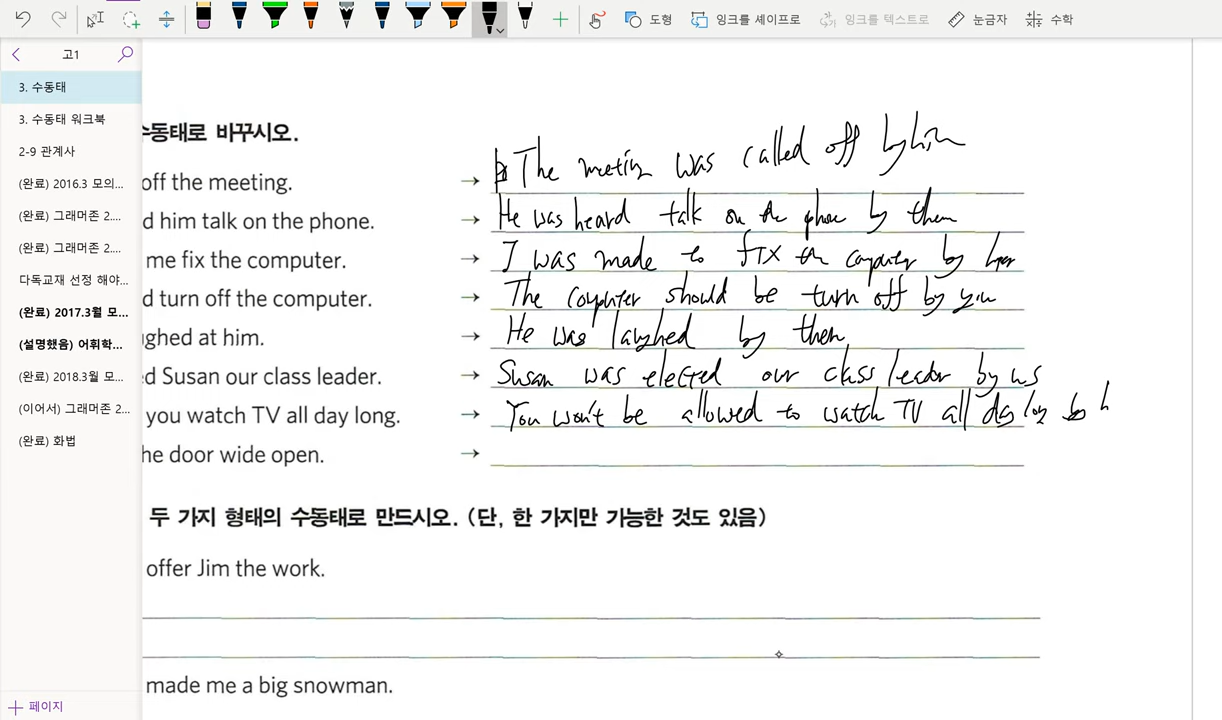 도형
잉크를 셰이프로
잉크를 텍스트로
눈금자
수학
고1
3. 수동태
3. 수동태 워크북
2-9 관계사
(완료) 2016.3 모의...
(완료) 그래머존 2....
(완료) 그래머존 2....
다독교재 선정 해야...
(완료) 2017.3월 모...
(설명했음) 어휘학...
(완료) 2018.3월 모...
(이어서) 그래머존 2...
(완료) 화법
페이지
수동태로 바꾸시오.
off the meeting. → The meeting was called off by him
d him talk on the phone. → He was heard talk on the phone by them
me fix the computer. → I was made to fix the computer by her
d turn off the computer. → The computer should be turn off by you
ughed at him. → He was laughed by them
d Susan our class leader. → Susan was elected our class leader by us
you watch TV all day long. → You won't be allowed to watch TV all day long by h
he door wide open. →
두 가지 형태의 수동태로 만드시오. (단, 한 가지만 가능한 것도 있음)
offer Jim the work.
made me a big snowman.